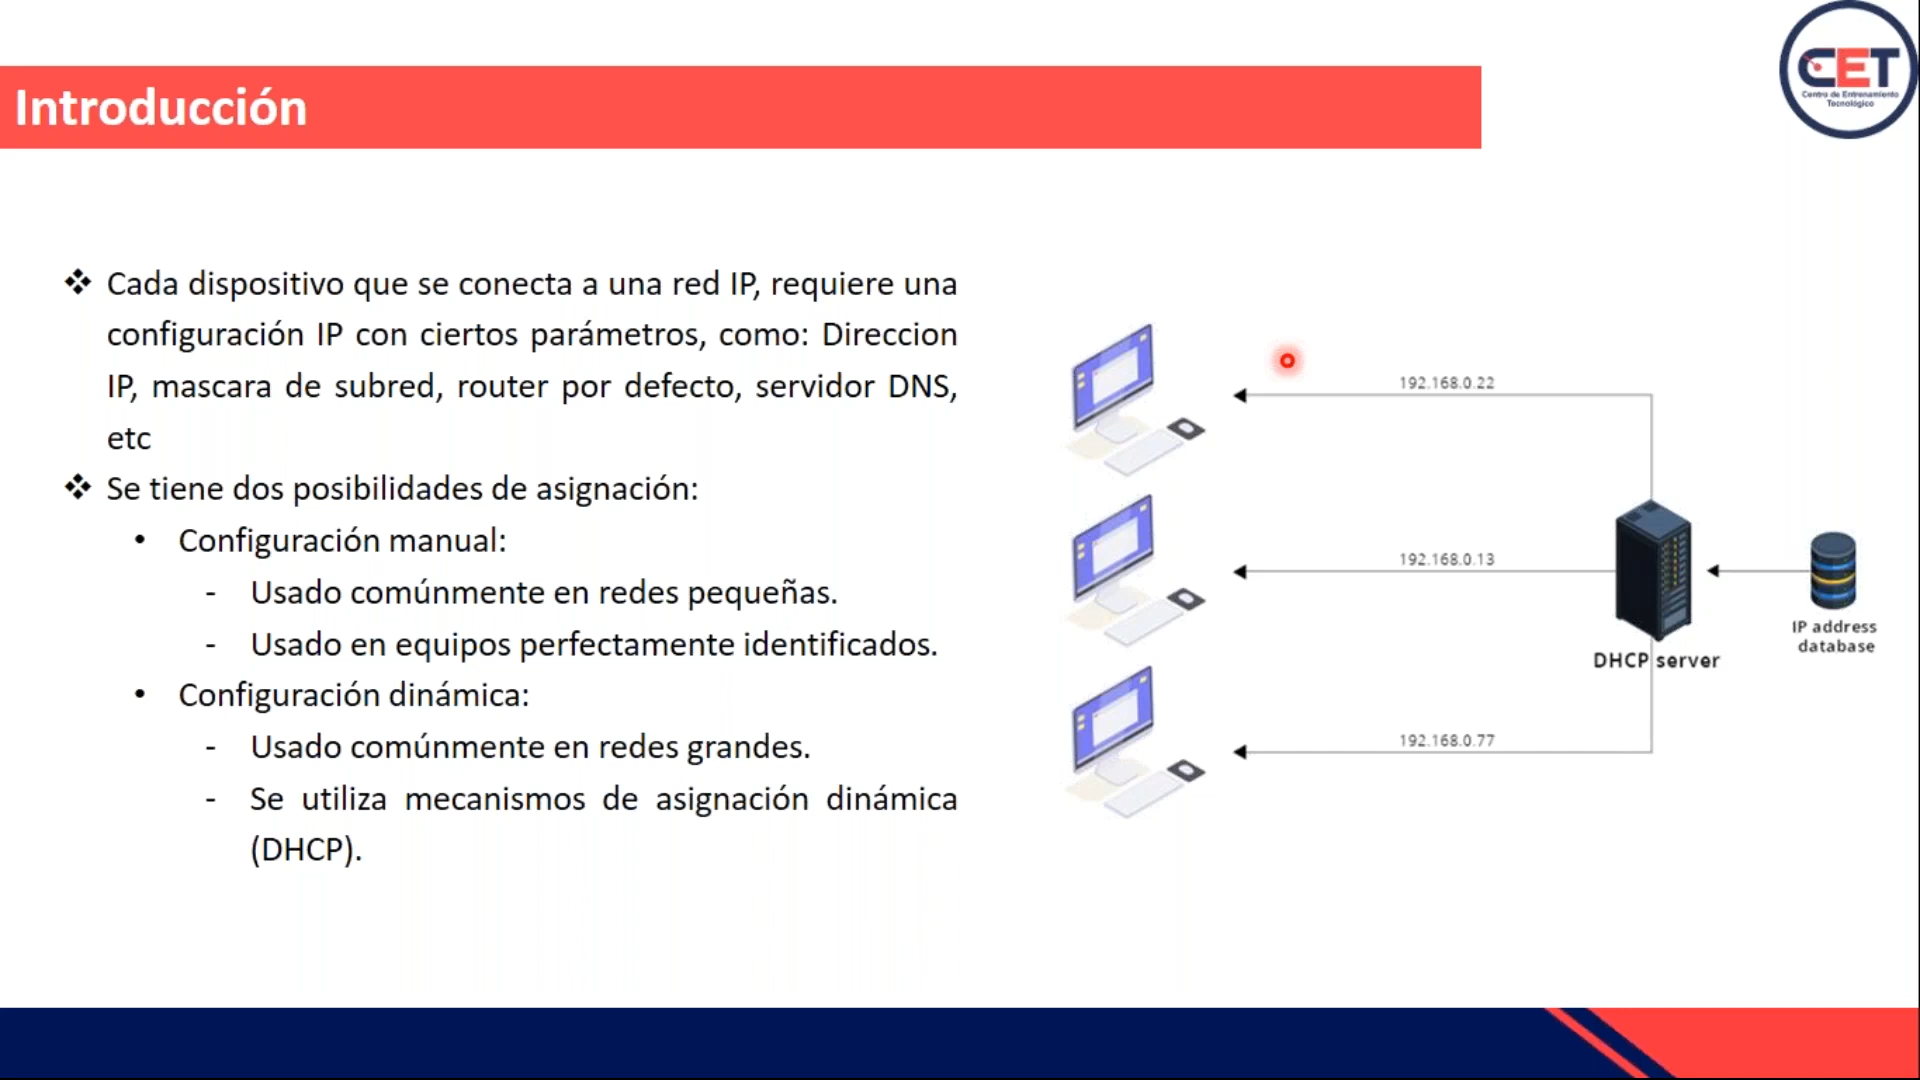 CET
Centro de Entrenamiento
Tecnológico
Introducción
❖ Cada dispositivo que se conecta a una red IP, requiere una
configuración IP con ciertos parámetros, como: Direccion
IP, mascara de subred, router por defecto, servidor DNS,
etc
❖ Se tiene dos posibilidades de asignación:
• Configuración manual:
- Usado comúnmente en redes pequeñas.
- Usado en equipos perfectamente identificados.
• Configuración dinámica:
- Usado comúnmente en redes grandes.
- Se utiliza mecanismos de asignación dinámica
(DHCP).
192.168.0.22
192.168.0.13
192.168.0.77
DHCP server
IP address
database